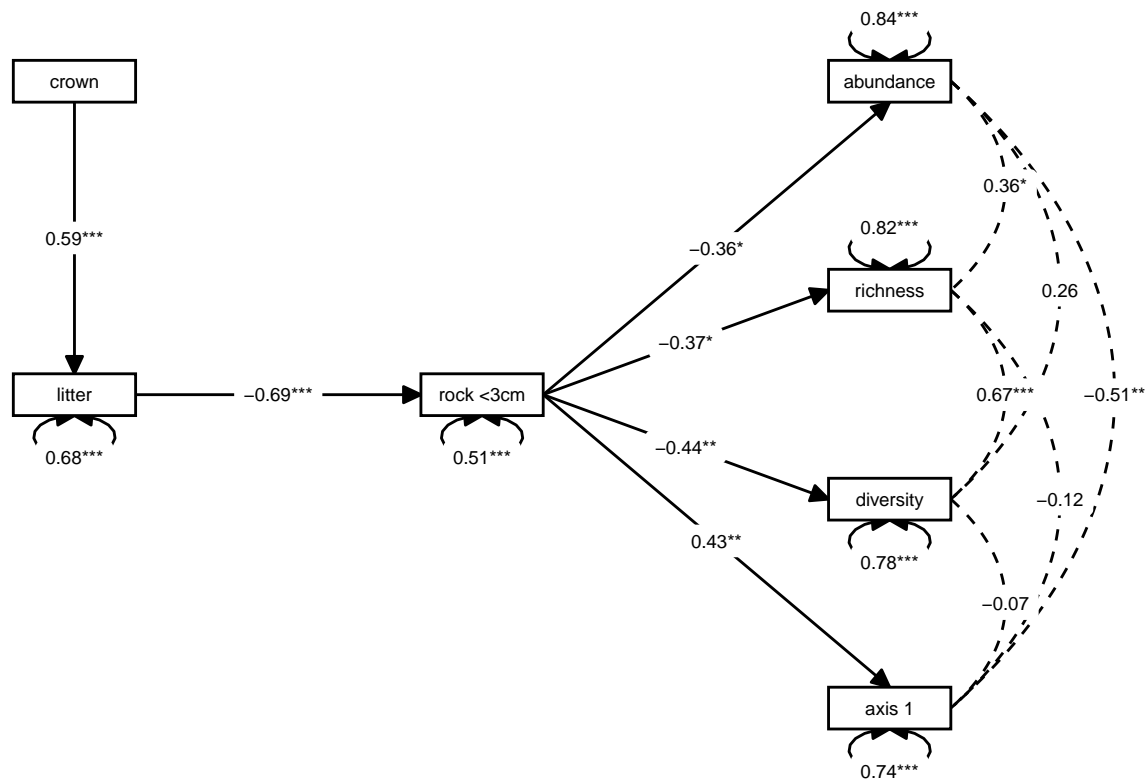 0.84***
crown
abundance
0.36*
0.59***
−0.36*
0.82***
richness
0.26
−0.37*
litter
−0.69***
rock <3cm
0.67***
−0.51**
0.68***
0.51***
−0.44**
diversity
−0.12
0.43**
0.78***
−0.07
axis 1
0.74***